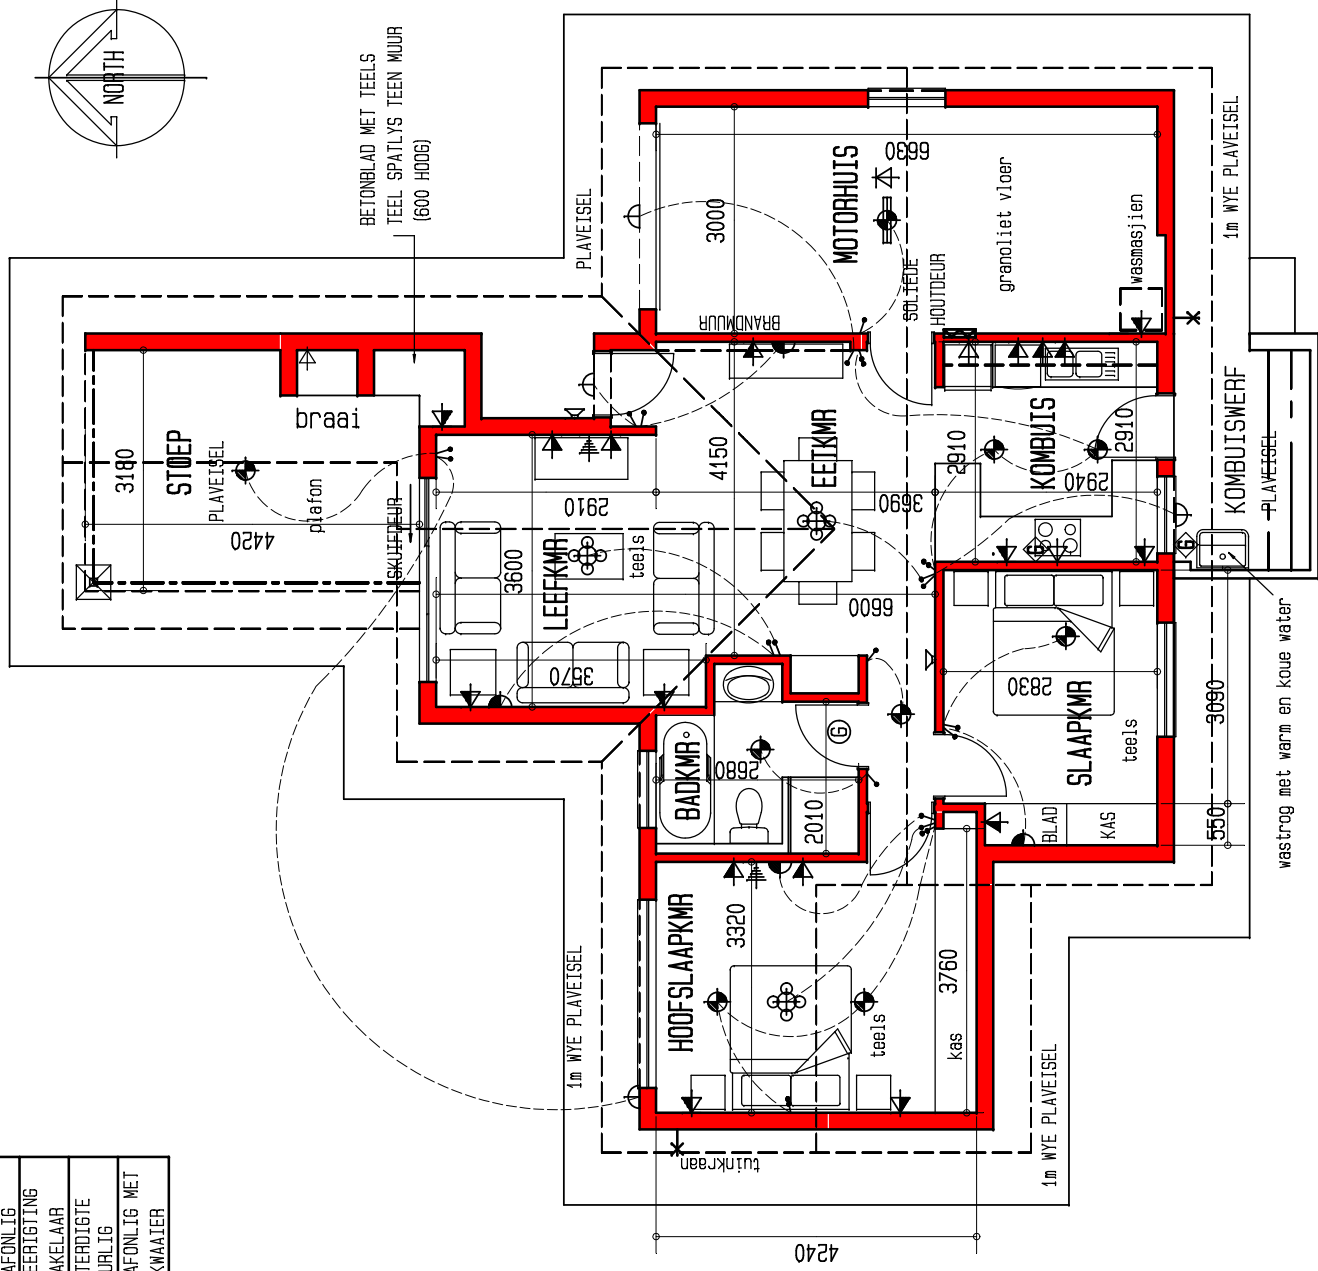 NORTH
BETONBLAD MET TEELS
TEEL SPATLYS TEEN MUUR
(600 HOOG)
PLAVEISEL
STOEP
PLAVEISEL
plafon
braai
3180
4420
SKUIFDEUR
LEEFKMR
teels
3600
2910
3570
BRANDMUUR
4150
EETKMR
3690
6600
MOTORHUIS
3000
6630
SOLIEDE
HOUTDEUR
granoliet vloer
wasmasjien
1m WYE PLAVEISEL
KOMBUIS
2910
2910
2940
G
KOMBUISWERF
PLAVEISEL
G
wastrog met warm en koue water
SLAAPKMR
teels
2830
3090
550
BLAD
KAS
BADKMR
2680
2010
G
HOOFSLAAPKMR
teels
3320
3760
kas
1m WYE PLAVEISEL
1m WYE PLAVEISEL
tuinkraan
4240